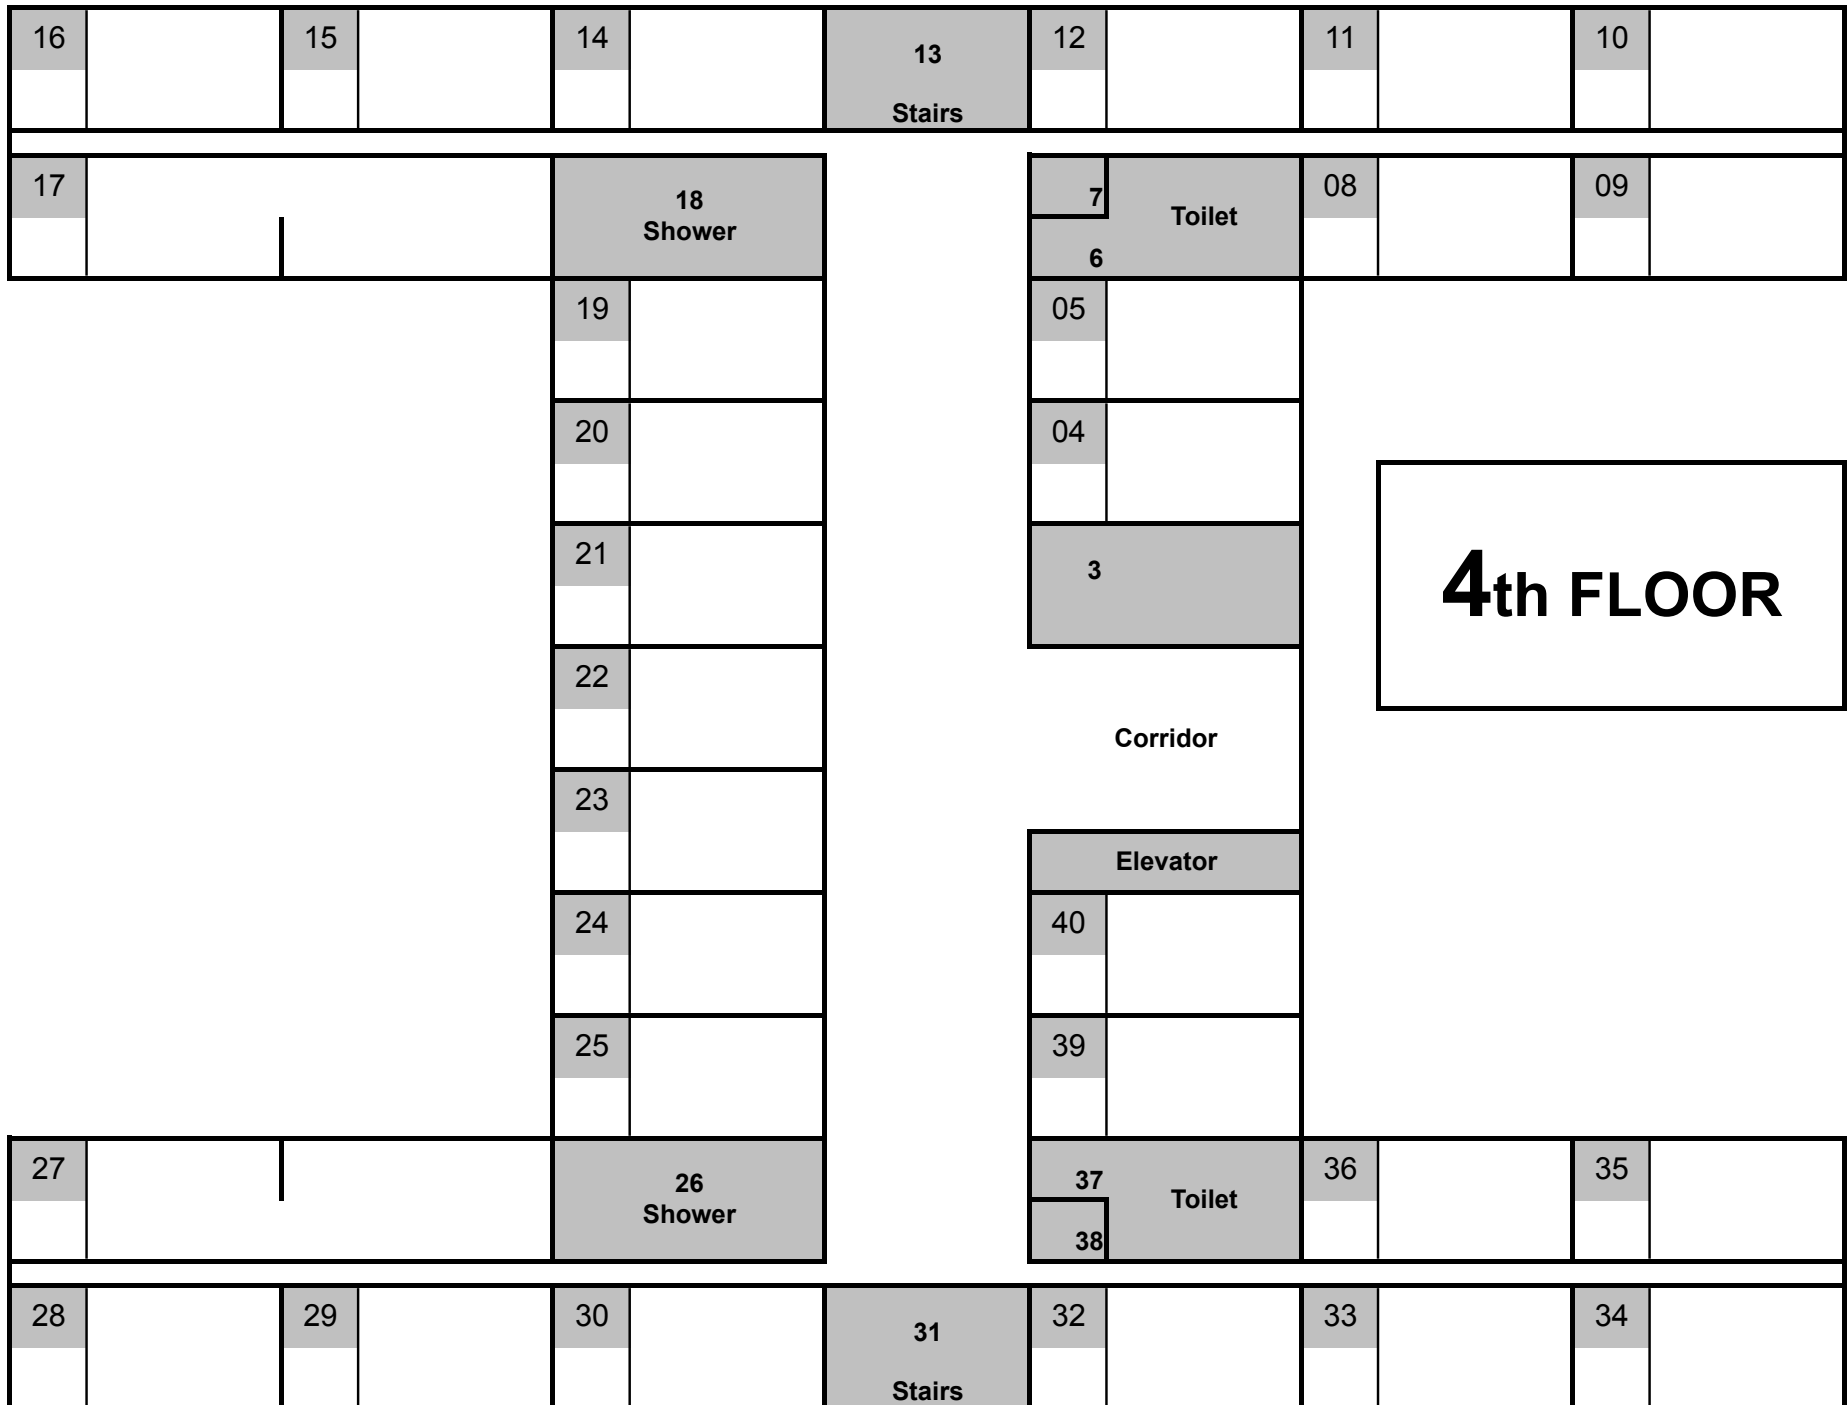 16 15 14 13 12 11 10
Stairs
17 18 7 Toilet 08 09
Shower
6
19 05
20 04
21 3
4th FLOOR
22
Corridor
23
Elevator
24 40
25 39
27 26 37 Toilet 36 35
Shower
38
28 29 30 31 32 33 34
Stairs